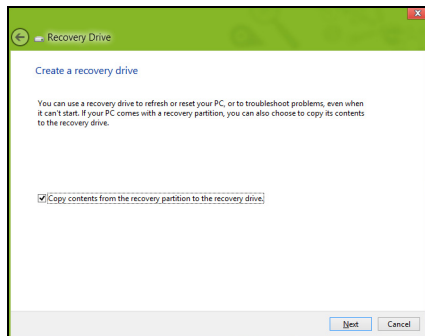 Recovery Drive
Create a recovery drive
You can use a recovery drive to refresh or reset your PC, or to troubleshoot problems, even when
it can't start. If your PC comes with a recovery partition, you can also choose to copy its contents
to the recovery drive.
Copy contents from the recovery partition to the recovery drive.
Next Cancel